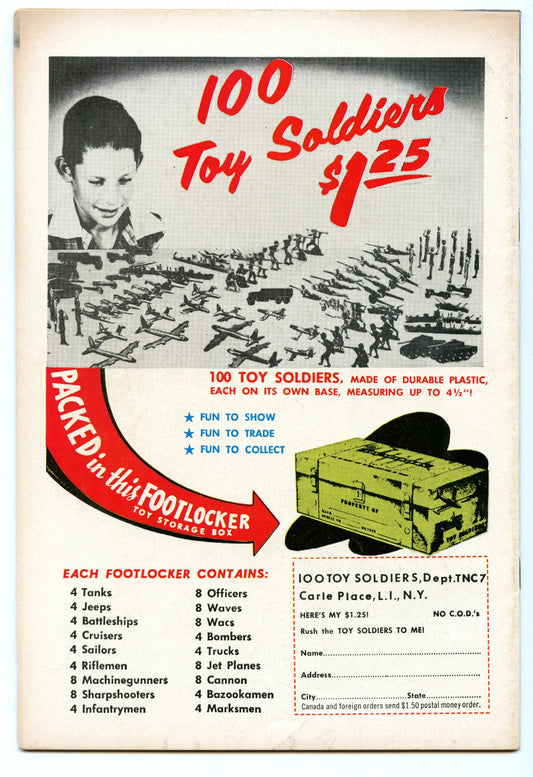 100
Toy Soldiers
$1.25
100 TOY SOLDIERS, MADE OF DURABLE PLASTIC,
EACH ON ITS OWN BASE, MEASURING UP TO 4½"!
★ FUN TO SHOW
★ FUN TO TRADE
★ FUN TO COLLECT
PACKED in this FOOTLOCKER
TOY STORAGE BOX
PROPERTY OF
EACH FOOTLOCKER CONTAINS:
4 Tanks
4 Jeeps
4 Battleships
4 Cruisers
4 Sailors
4 Riflemen
8 Machinegunners
8 Sharpshooters
4 Infantrymen
8 Officers
8 Waves
8 Wacs
4 Bombers
4 Trucks
8 Jet Planes
8 Cannon
4 Bazookamen
4 Marksmen
100 TOY SOLDIERS, Dept. TNC7
Carle Place, L.I., N.Y.
HERE'S MY $1.25! NO C.O.D.'s
Rush the TOY SOLDIERS TO ME!
Name
Address
City State
Canada and foreign orders send $1.50 postal money order.